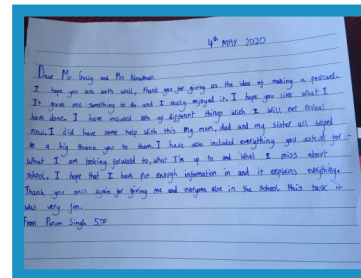 4th MAY 2020
Dear Mr Gray and Mr Newman.
I hope you are both well, thank you for giving us the idea of making a postcard.
It gave me something to do and I really enjoyed it. I hope you like what I
have done. I have included lots of different things wich I will not reveal
now. I did have some help with this my mom, dad and my sister all helped
so a big thank you to them. I have also included everything you asked for -
What I am looking forward to, what I'm up to and what I miss about
school. I hope that I have put enough information in and it explains everything.
Thank you once again for giving me and everyone else in the school this task it
was very fun.
From Singh 5JF